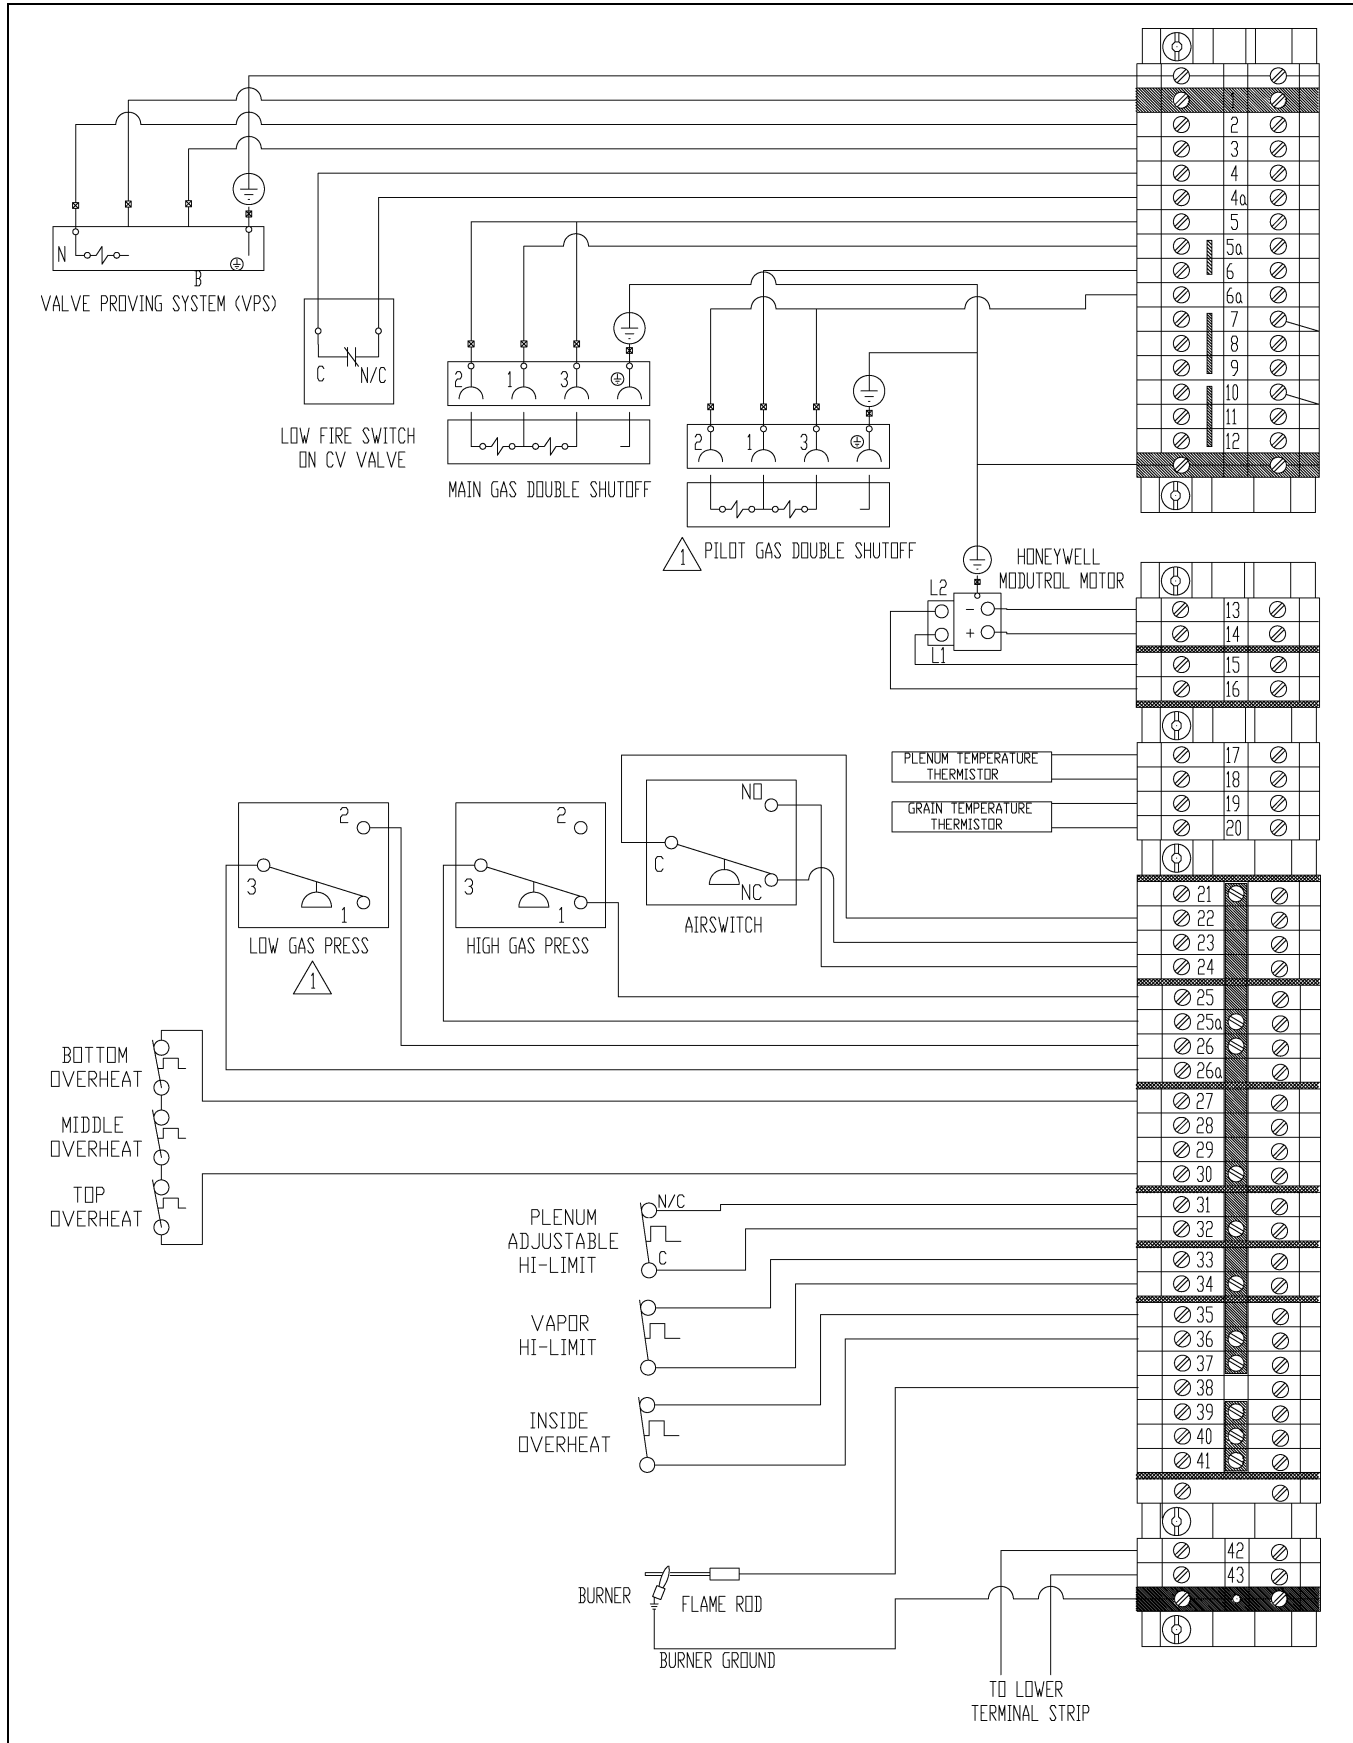 1
2
3
4
4a
5
5a
6
6a
7
8
9
10
11
12
N
B
VALVE PROVING SYSTEM (VPS)
C N/C
LOW FIRE SWITCH
ON CV VALVE
2 1 3
MAIN GAS DOUBLE SHUTOFF
2 1 3
1 PILOT GAS DOUBLE SHUTOFF
HONEYWELL
MODUTROL MOTOR
L2
-
+
L1
13
14
15
16
PLENUM TEMPERATURE
THERMISTOR
GRAIN TEMPERATURE
THERMISTOR
17
18
19
20
2
3
1
LOW GAS PRESS
1
2
3
1
HIGH GAS PRESS
NO
C
NC
AIRSWITCH
21
22
23
24
25
25a
26
26a
27
28
29
30
31
32
33
34
35
36
37
38
39
40
41
BOTTOM
OVERHEAT
MIDDLE
OVERHEAT
TOP
OVERHEAT
N/C
PLENUM
ADJUSTABLE
HI-LIMIT
C
VAPOR
HI-LIMIT
INSIDE
OVERHEAT
42
43
BURNER
FLAME ROD
BURNER GROUND
TO LOWER
TERMINAL STRIP